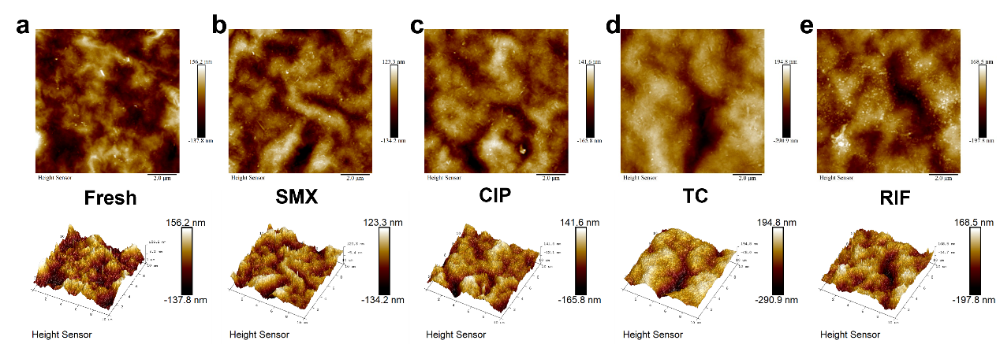 a b c d e
156.2 nm 123.3 nm 141.6 nm 194.8 nm 168.5 nm
-137.8 nm -134.2 nm -165.8 nm -290.9 nm -197.8 nm
Height Sensor 2.0 µm Height Sensor 2.0 µm Height Sensor 2.0 µm Height Sensor 2.0 µm Height Sensor 2.0 µm
Fresh SMX CIP TC RIF
156.2 nm 123.3 nm 141.6 nm 194.8 nm 168.5 nm
-137.8 nm -134.2 nm -165.8 nm -290.9 nm -197.8 nm
Height Sensor Height Sensor Height Sensor Height Sensor Height Sensor